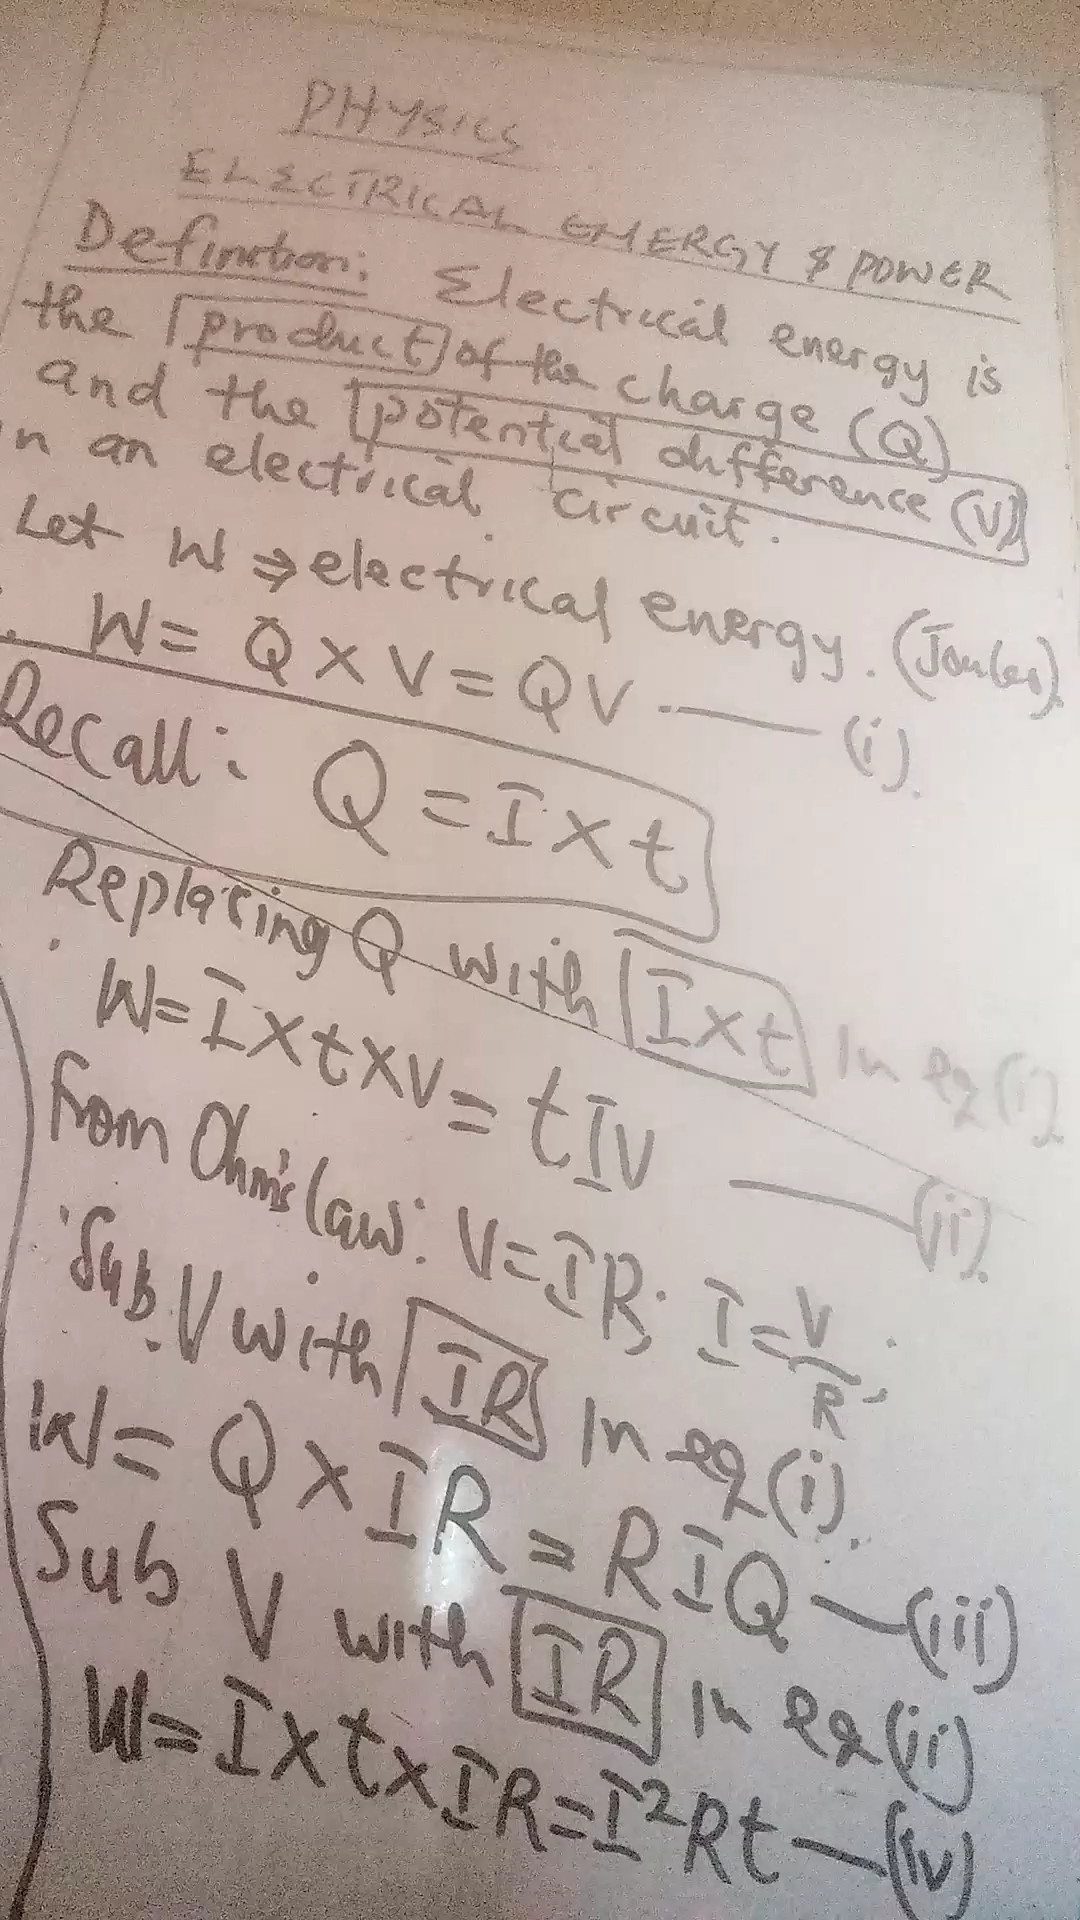 PHYSICS
ELECTRICAL ENERGY & POWER
Definition: Electrical energy is
the product of the charge (Q)
and the potential difference (V)
in an electrical circuit.
Let W ⇒ electrical energy. (Joules).
W = Q X V = QV. — (i).
Recall: Q = I X t
Replacing Q with I X t in eq (i)
W = I X t X V = tIV — (ii).
From Ohm's law: V = IR; I = V/R.
Sub. V with IR in eq (i).
W = Q X IR = RIQ — (iii)
Sub V with IR in eq (ii)
W = I X t X IR = I²Rt — (iv)